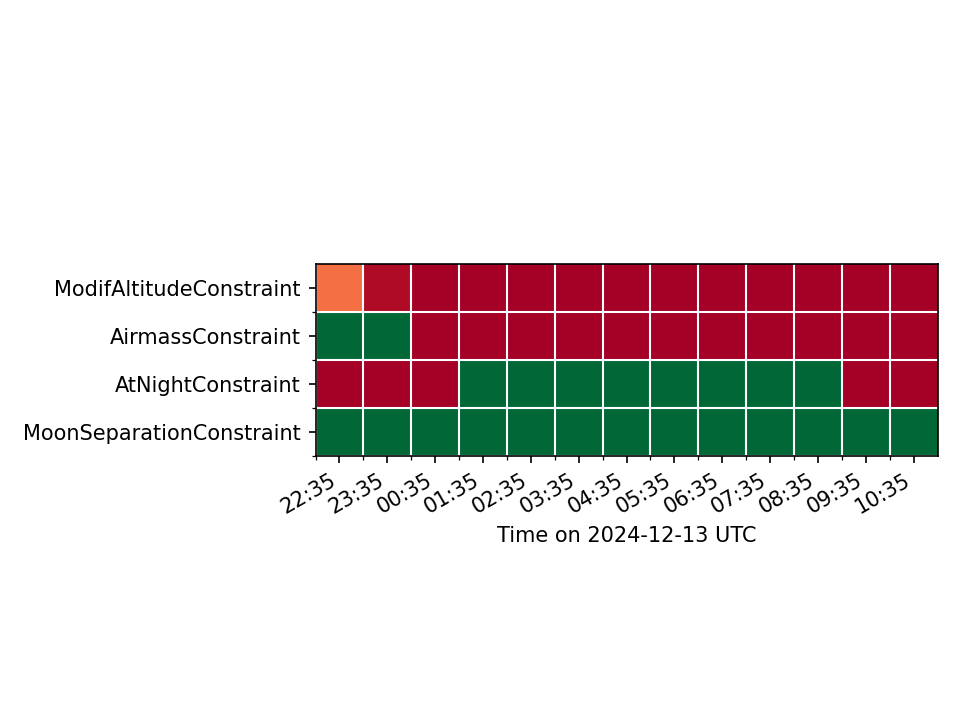 ModifAltitudeConstraint
AirmassConstraint
AtNightConstraint
MoonSeparationConstraint
22:35 23:35 00:35 01:35 02:35 03:35 04:35 05:35 06:35 07:35 08:35 09:35 10:35
Time on 2024-12-13 UTC